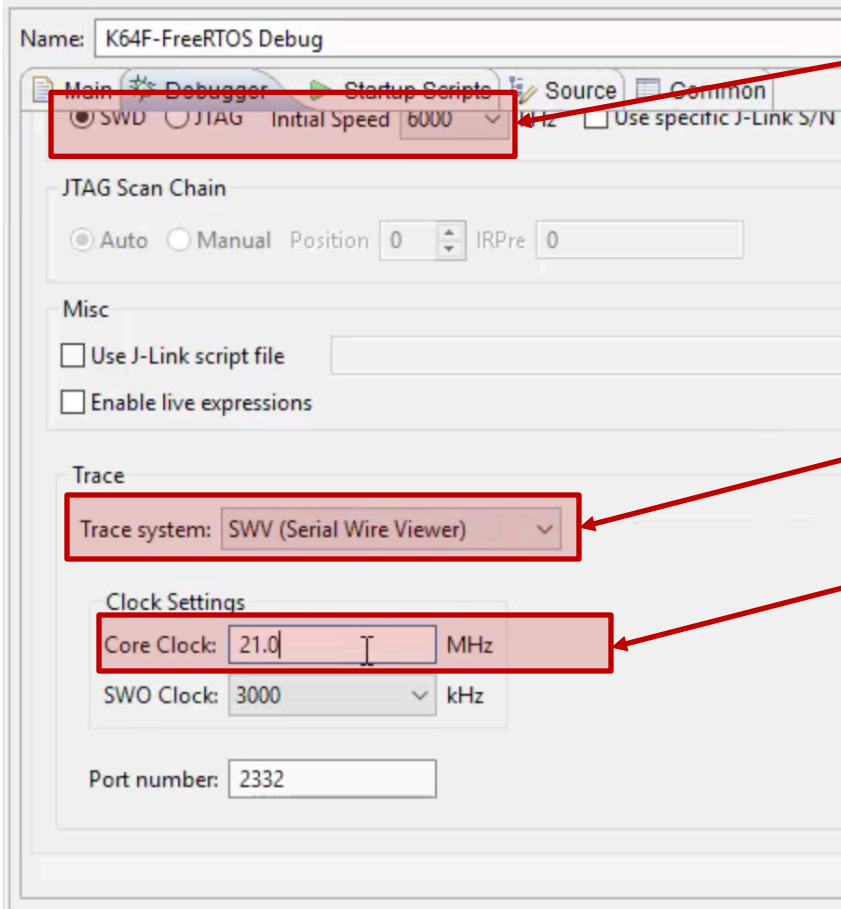 Name: K64F-FreeRTOS Debug
Main Debugger Startup Scripts Source Common
SWD JTAG Initial Speed 6000 kHz Use specific J-Link S/N
JTAG Scan Chain
Auto Manual Position 0 IRPre 0
Misc
Use J-Link script file
Enable live expressions
Trace
Trace system: SWV (Serial Wire Viewer)
Clock Settings
Core Clock: 21.0 MHz
SWO Clock: 3000 kHz
Port number: 2332